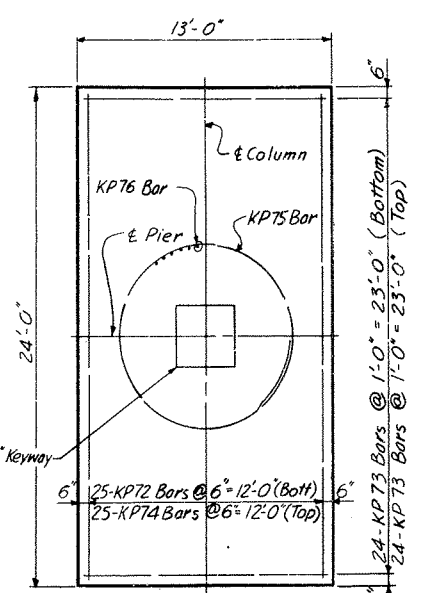 13'-0"
6"
℄ Column
KP76 Bar
KP75 Bar
℄ Pier
24'-0"
24-KP73 Bars @ 1'-0" = 23'-0" (Bottom)
24-KP73 Bars @ 1'-0" = 23'-0" (Top)
" Keyway
6"
25-KP72 Bars @ 6" = 12'-0" (Bott)
6"
25-KP74 Bars @ 6" = 12'-0" (Top)